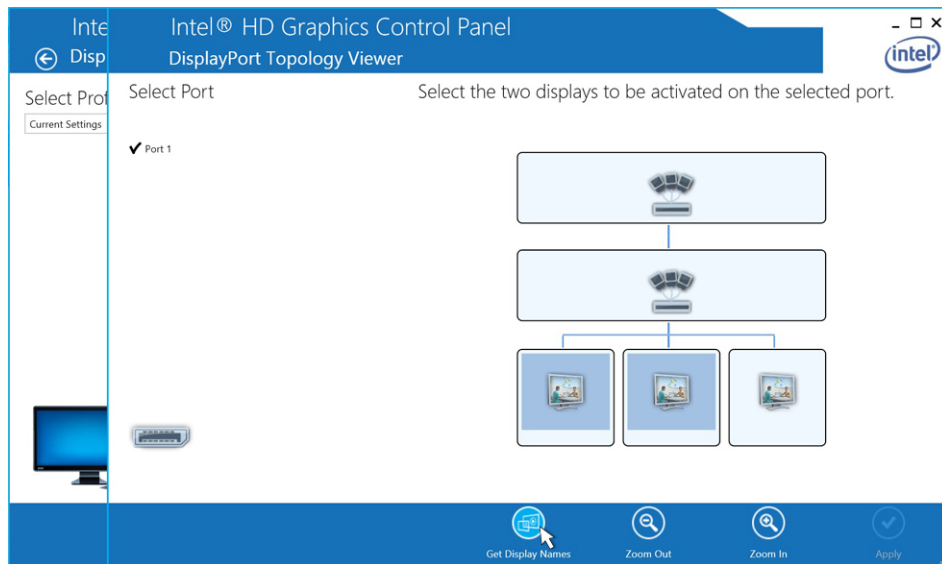 Inte
Disp
Select Prof
Current Settings
Intel® HD Graphics Control Panel
DisplayPort Topology Viewer
intel
Select Port
Select the two displays to be activated on the selected port.
Port 1
Get Display Names
Zoom Out
Zoom In
Apply